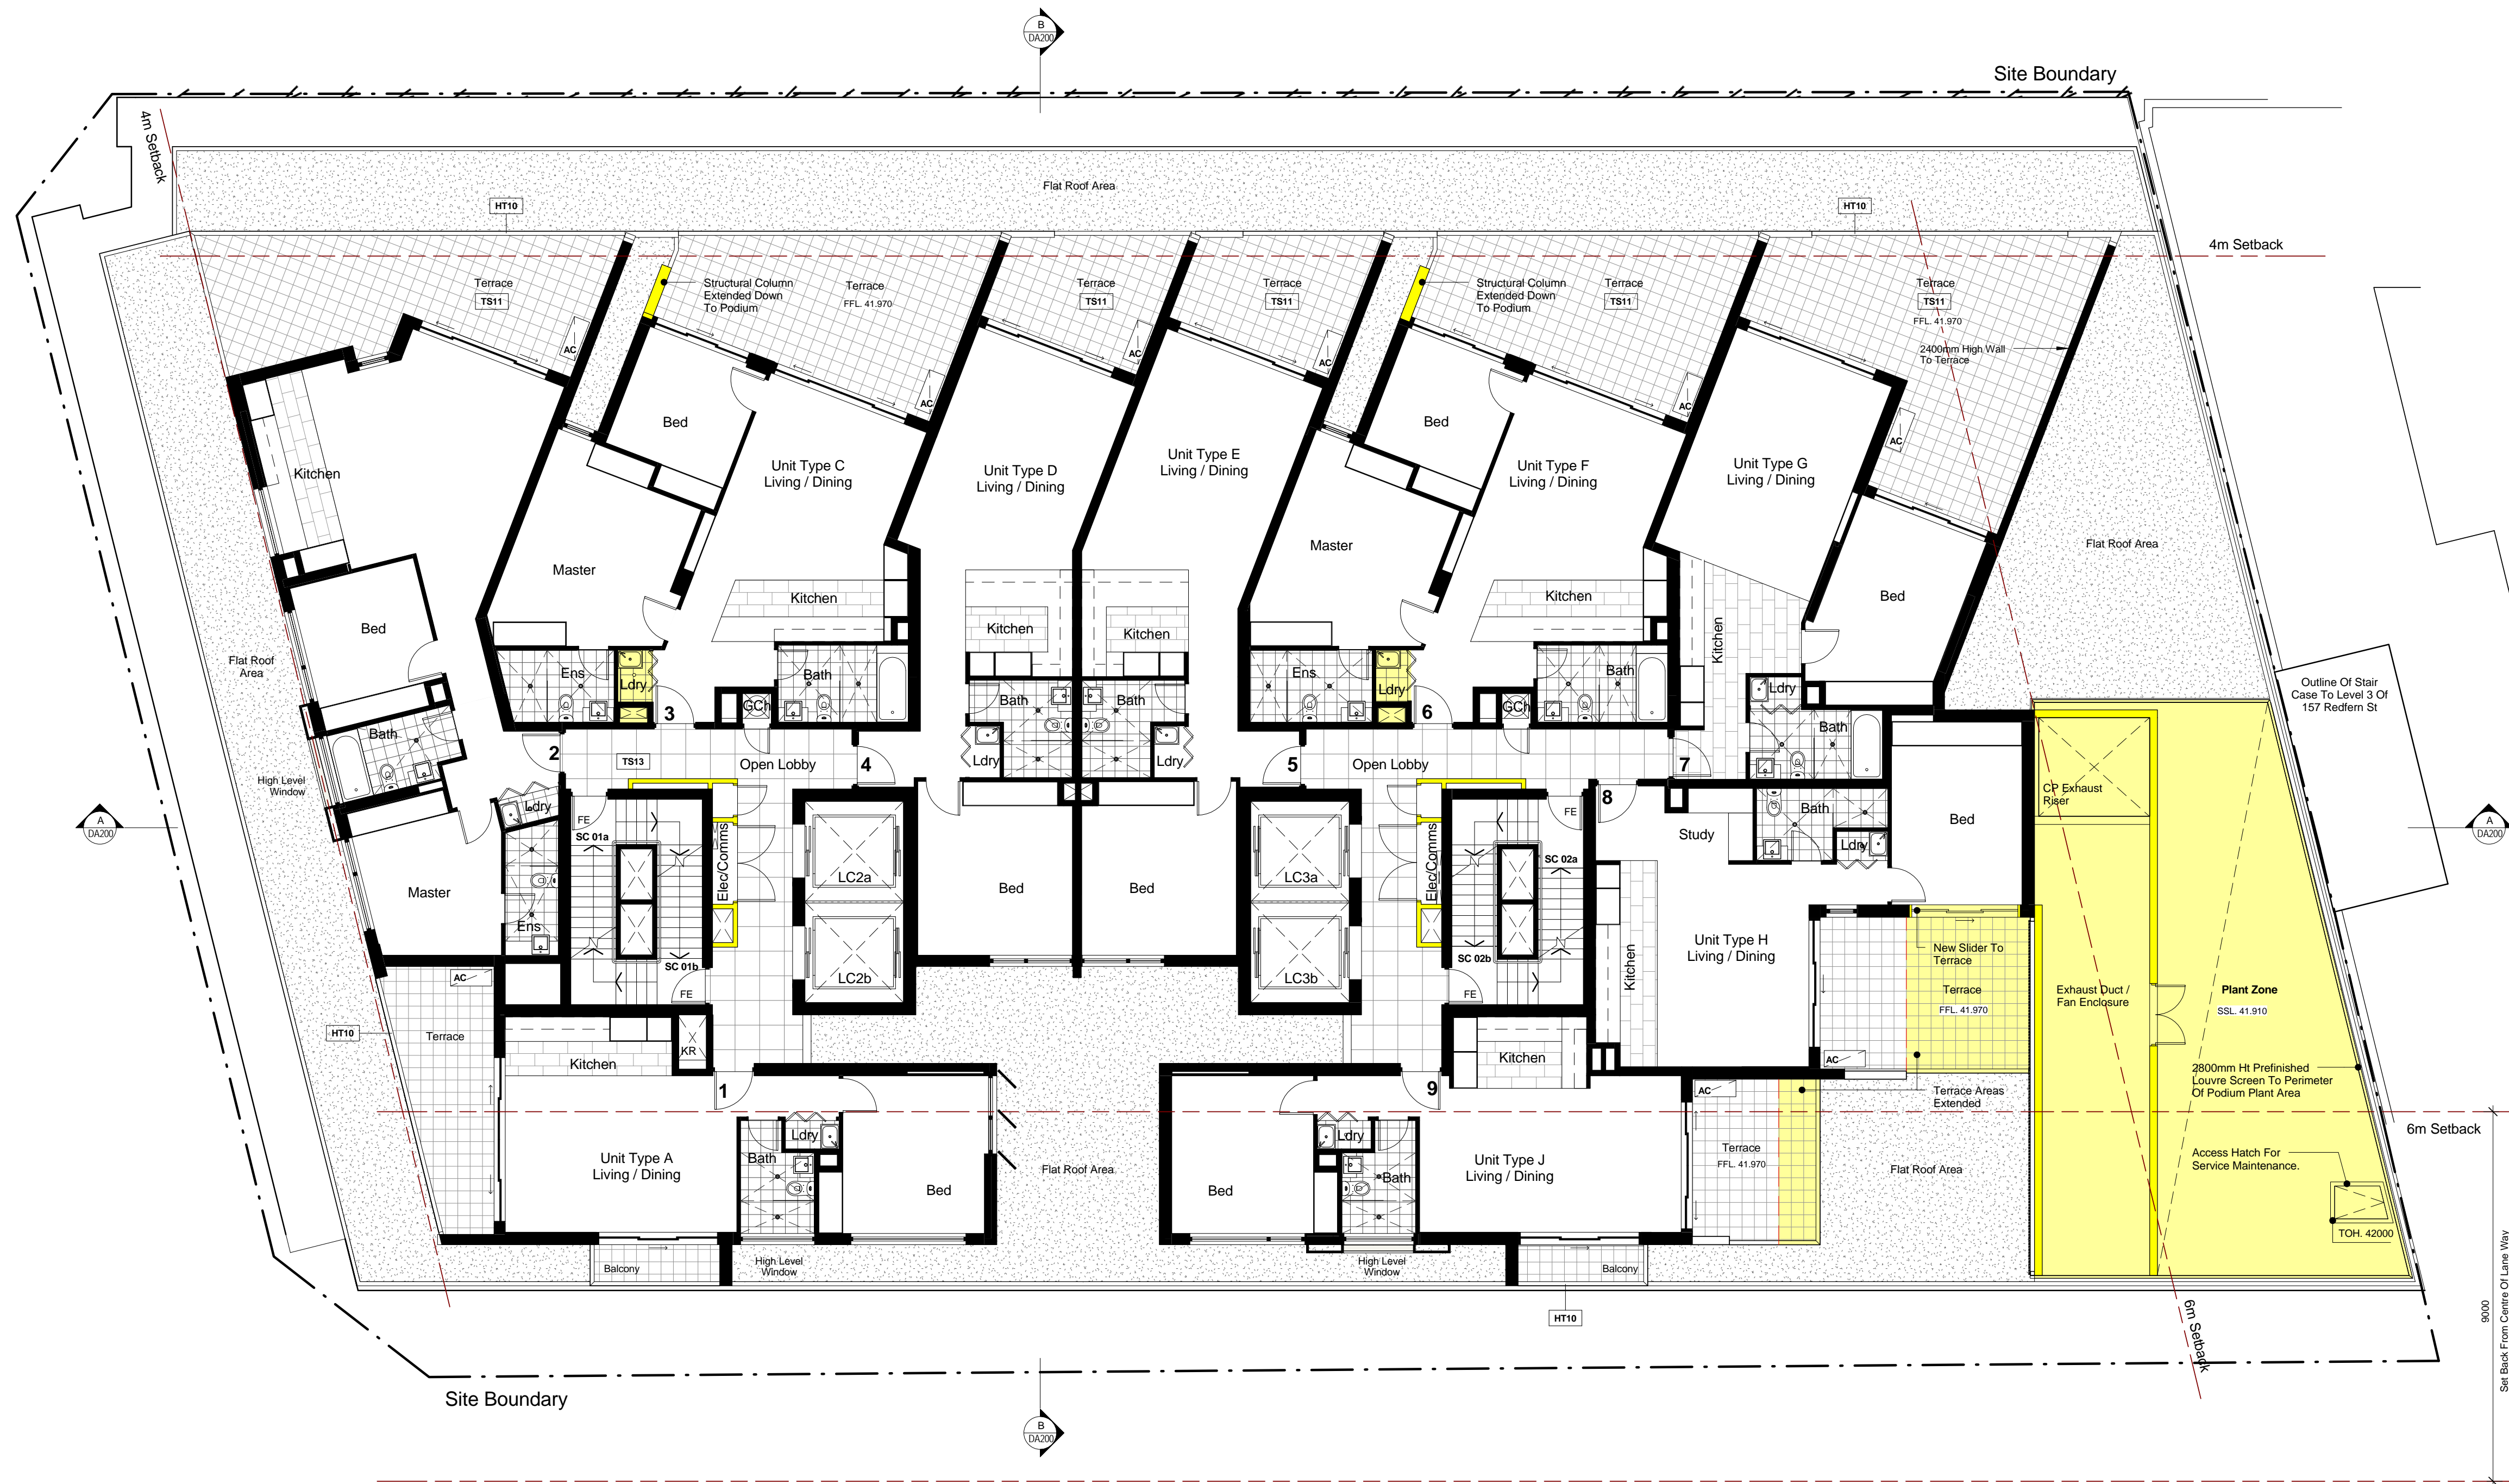 B
DA200
Site Boundary
4m Setback
Flat Roof Area
HT10
HT10
4m Setback
Terrace
TS11
Structural Column
Extended Down
To Podium
Terrace
FFL. 41.970
Terrace
TS11
Terrace
TS11
Structural Column
Extended Down
To Podium
Terrace
TS11
Terrace
TS11
FFL. 41.970
2400mm High Wall
To Terrace
AC
AC
AC
AC
AC
AC
Kitchen
Bed
Unit Type C
Living / Dining
Unit Type D
Living / Dining
Unit Type E
Living / Dining
Bed
Unit Type F
Living / Dining
Unit Type G
Living / Dining
Flat Roof Area
Master
Master
Bed
Bed
Kitchen
Kitchen
Kitchen
Kitchen
Kitchen
Flat Roof
Area
Ens
Ldry
Bath
Bath
Bath
Ens
Ldry
Bath
Ldry
Outline Of Stair
Case To Level 3 Of
157 Redfern St
3
GCh
6
GCh
Bath
Bath
2
TS13
Open Lobby
4
Ldry
Ldry
5
Open Lobby
7
High Level
Window
CP Exhaust
Riser
8
A
DA200
Ldry
FE
SC 01a
Elec/Comms
LC2a
LC3a
Elec/Comms
FE
SC 02a
Study
Bath
Ldry
Bed
A
DA200
Master
Bed
Bed
Ens
SC 01b
LC2b
LC3b
SC 02b
Kitchen
Unit Type H
Living / Dining
New Slider To
Terrace
AC
FE
FE
Terrace
FFL. 41.970
Exhaust Duct /
Fan Enclosure
Plant Zone
SSL. 41.910
HT10
Terrace
Kitchen
KR
Kitchen
AC
2800mm Ht Prefinished
Louvre Screen To Perimeter
Of Podium Plant Area
1
9
AC
Terrace Areas
Extended
6m Setback
Unit Type A
Living / Dining
Bath
Ldry
Bed
Flat Roof Area
Bed
Ldry
Bath
Unit Type J
Living / Dining
Terrace
FFL. 41.970
Flat Roof Area
Access Hatch For
Service Maintenance.
TOH. 42000
Balcony
High Level
Window
High Level
Window
Balcony
HT10
6m Setback
9000
Set Back From Centre Of Lane Way
Site Boundary
B
DA200